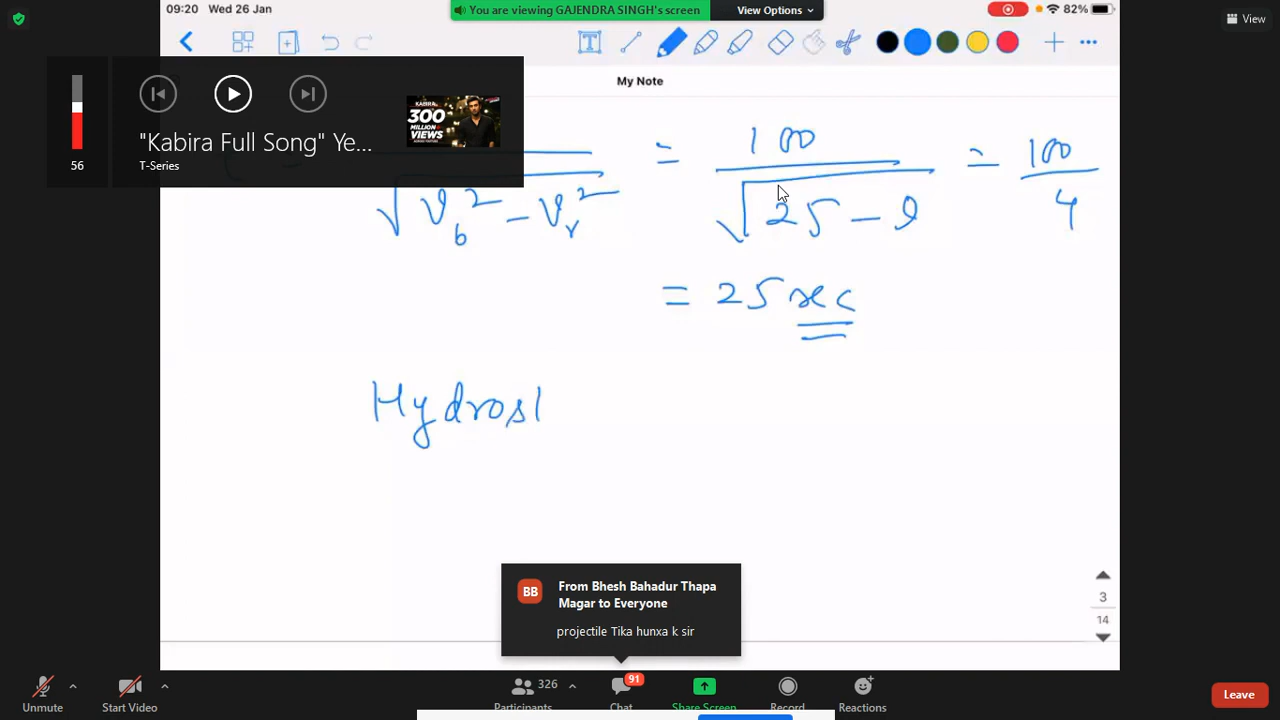 09:20 Wed 26 Jan
You are viewing GAJENDRA SINGH's screen
View Options
82%
View
My Note
"Kabira Full Song" Ye...
T-Series
56
KABIRA
300
MILLION
VIEWS
= 100 / √25 - 9 = 100 / 4
√v_b² - v_r²
= 25 sec
Hydrosl
BB
From Bhesh Bahadur Thapa
Magar to Everyone
projectile Tika hunxa k sir
3
14
Unmute
Start Video
326
Participants
91
Chat
Share Screen
Record
Reactions
Leave